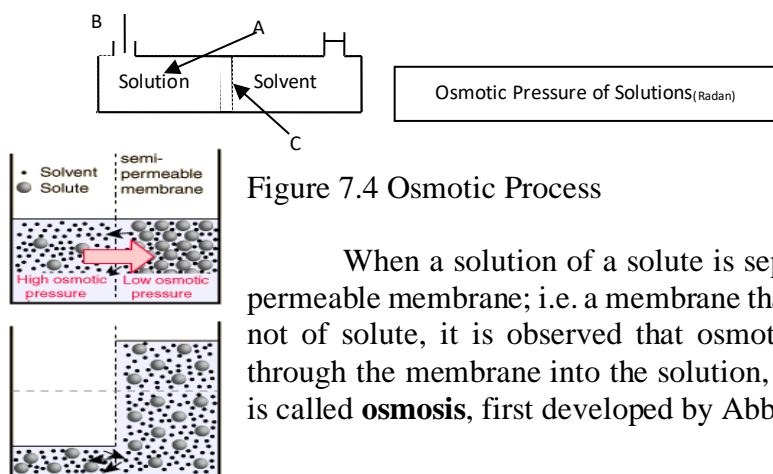 B
A
Solution
Solvent
C
Osmotic Pressure of Solutions(Radan)
Solvent
Solute
semi-
permeable
membrane
High osmotic
pressure
Low osmotic
pressure
Figure 7.4 Osmotic Process
When a solution of a solute is sep
permeable membrane; i.e. a membrane tha
not of solute, it is observed that osmot
through the membrane into the solution,
is called osmosis, first developed by Abb